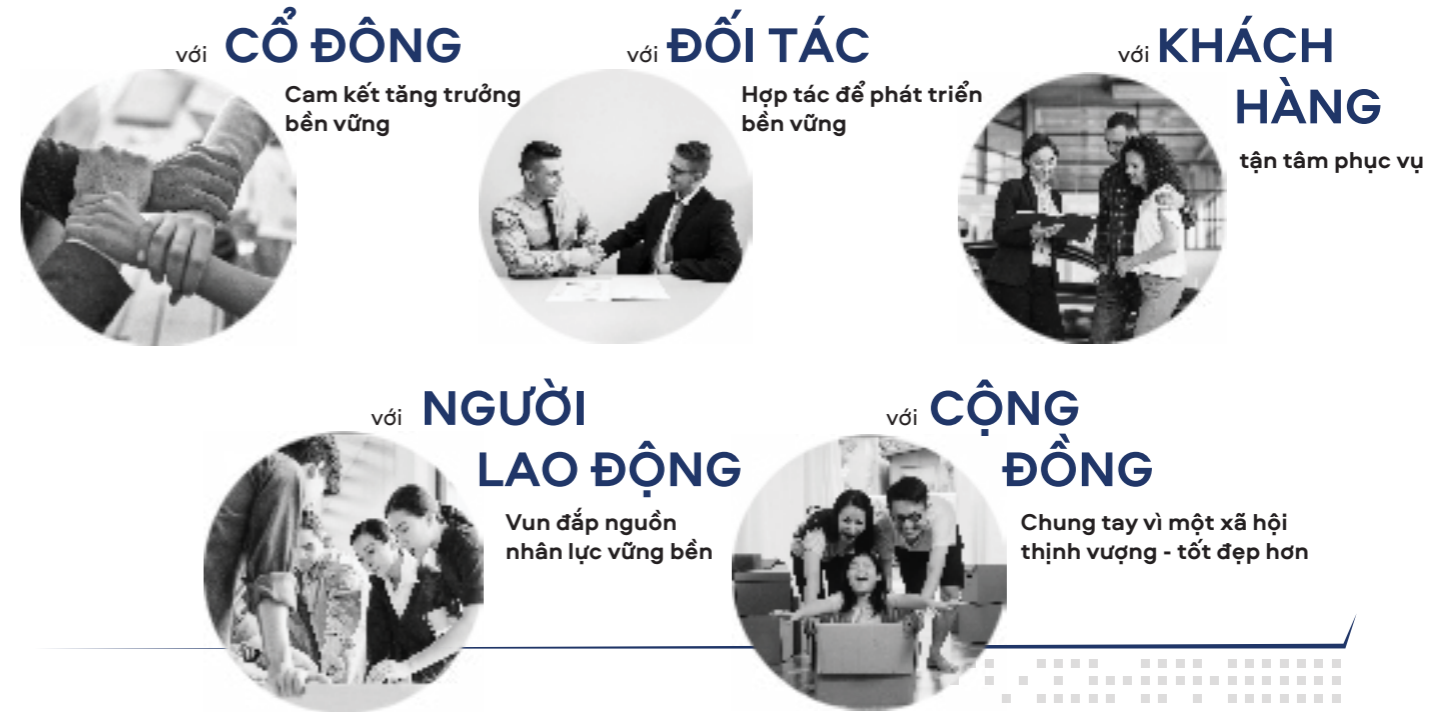 với CỔ ĐÔNG
Cam kết tăng trưởng
bền vững
với ĐỐI TÁC
Hợp tác để phát triển
bền vững
với KHÁCH
HÀNG
tận tâm phục vụ
với NGƯỜI
LAO ĐỘNG
Vun đắp nguồn
nhân lực vững bền
với CỘNG
ĐỒNG
Chung tay vì một xã hội
thịnh vượng - tốt đẹp hơn